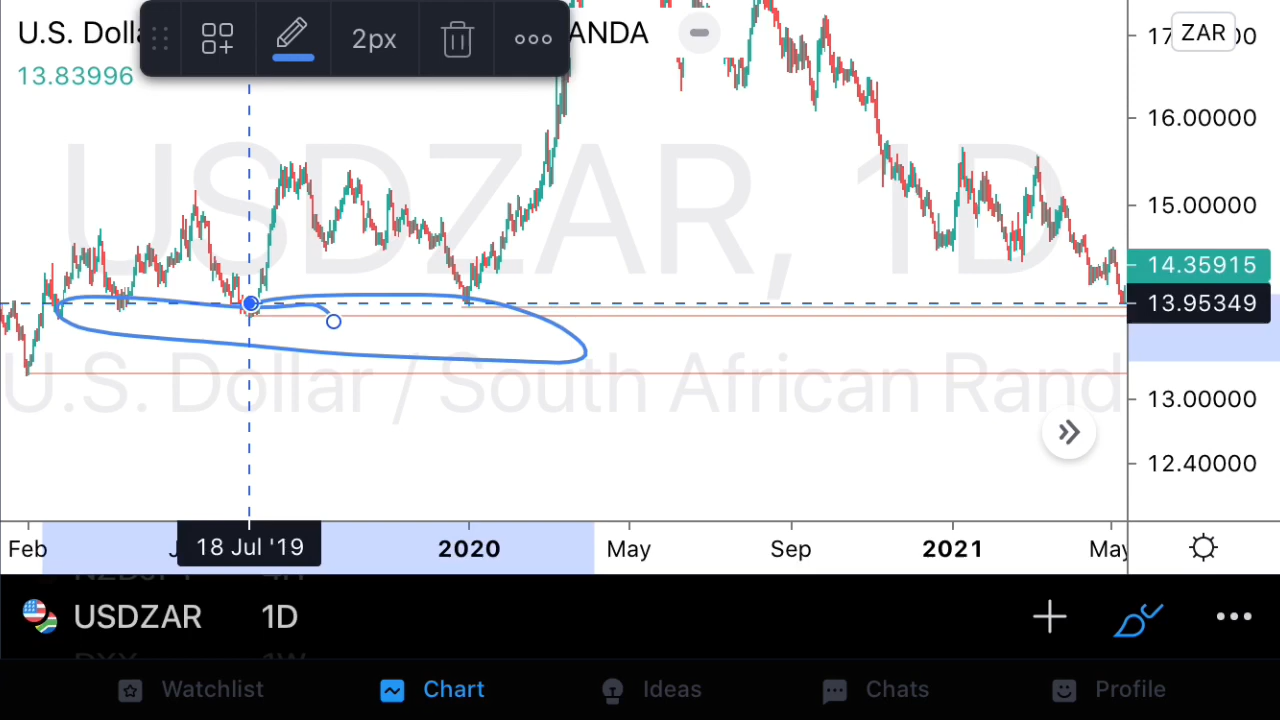 U.S. Dolla ANDA
13.83996
2px
ZAR
17 00
16.00000
15.00000
14.35915
13.95349
13.00000
12.40000
USDZAR, 1D
U.S. Dollar / South African Rand
Feb J 18 Jul '19 2020 May Sep 2021 May
USDZAR 1D
1W
Watchlist Chart Ideas Chats Profile